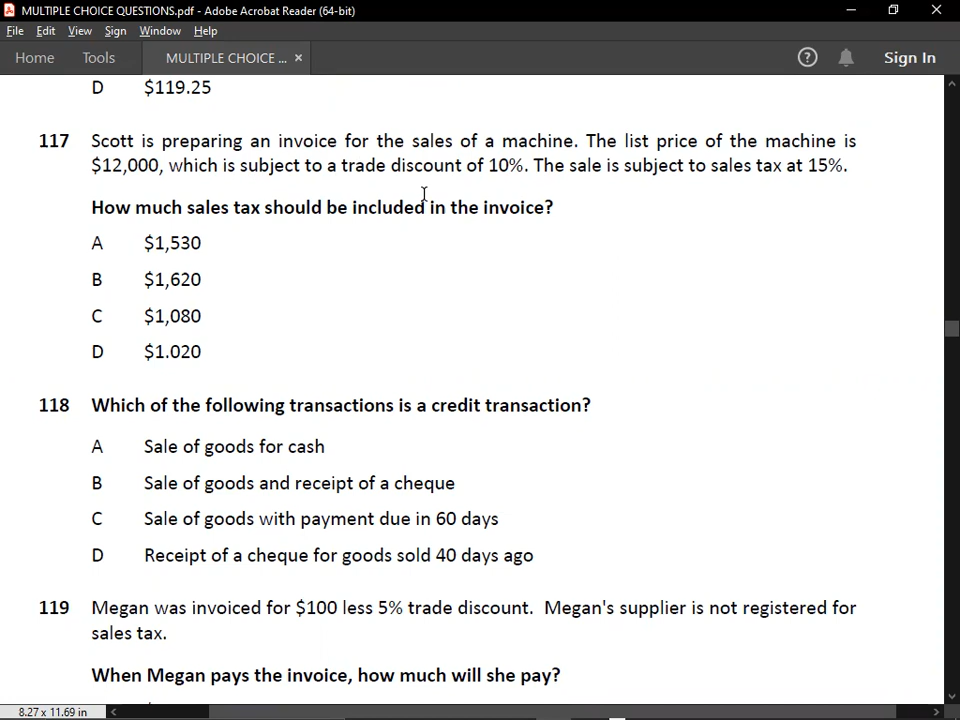 MULTIPLE CHOICE QUESTIONS.pdf - Adobe Acrobat Reader (64-bit)
File Edit View Sign Window Help
Home Tools MULTIPLE CHOICE ... × ? Sign In
D $119.25
117 Scott is preparing an invoice for the sales of a machine. The list price of the machine is
$12,000, which is subject to a trade discount of 10%. The sale is subject to sales tax at 15%.
How much sales tax should be included in the invoice?
A $1,530
B $1,620
C $1,080
D $1.020
118 Which of the following transactions is a credit transaction?
A Sale of goods for cash
B Sale of goods and receipt of a cheque
C Sale of goods with payment due in 60 days
D Receipt of a cheque for goods sold 40 days ago
119 Megan was invoiced for $100 less 5% trade discount. Megan's supplier is not registered for
sales tax.
When Megan pays the invoice, how much will she pay?
8.27 x 11.69 in